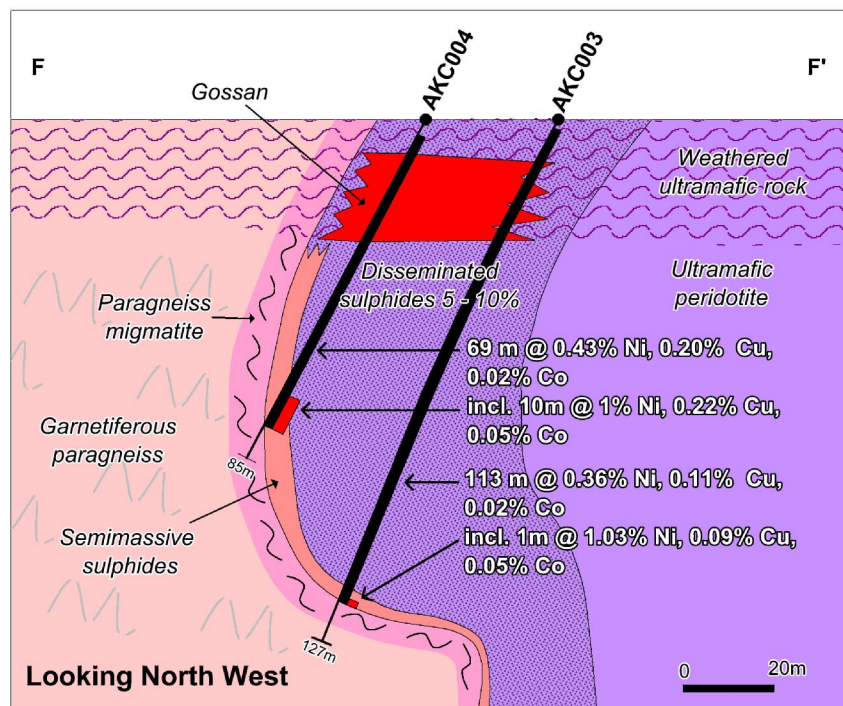 F
AKC004
AKC003
F'
Gossan
Weathered
ultramafic rock
Disseminated
sulphides 5 - 10%
Ultramafic
peridotite
Paragneiss
migmatite
69 m @ 0.43% Ni, 0.20% Cu,
0.02% Co
incl. 10m @ 1% Ni, 0.22% Cu,
0.05% Co
Garnetiferous
paragneiss
85m
113 m @ 0.36% Ni, 0.11% Cu,
0.02% Co
incl. 1m @ 1.03% Ni, 0.09% Cu,
0.05% Co
Semimassive
sulphides
127m
Looking North West
0 20m